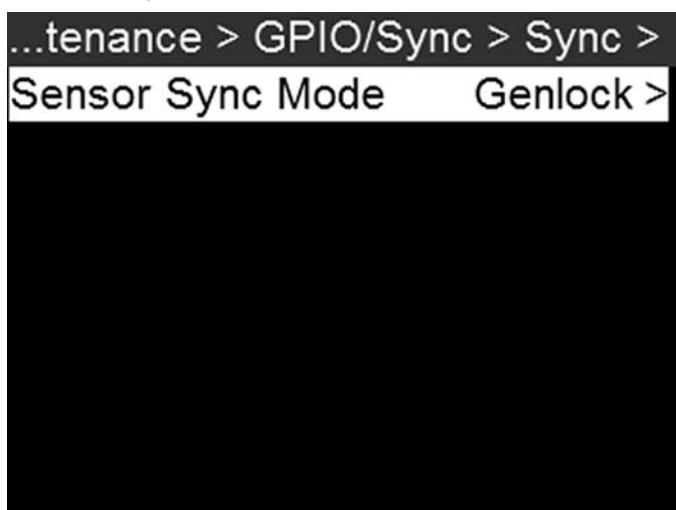 ...tenance > GPIO/Sync > Sync >
Sensor Sync Mode Genlock >